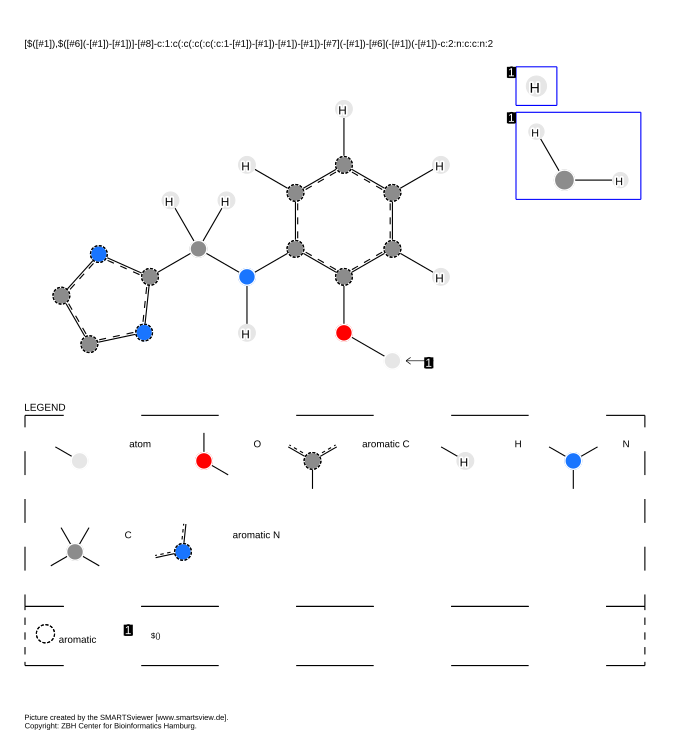 [$([#1]),$([#6](-[#1])-[#1])]-[#8]-c:1:c(:c(:c(:c(:c:1-[#1])-[#1])-[#1])-[#1])-[#7](-[#1])-[#6](-[#1])(-[#1])-c:2:n:c:c:n:2
1
H
1
H
H
H
H
H
H
H
H
H
1
LEGEND
atom
O
aromatic C
H
H
N
C
aromatic N
aromatic
1
$()
Picture created by the SMARTSviewer [www.smartsview.de].
Copyright: ZBH Center for Bioinformatics Hamburg.